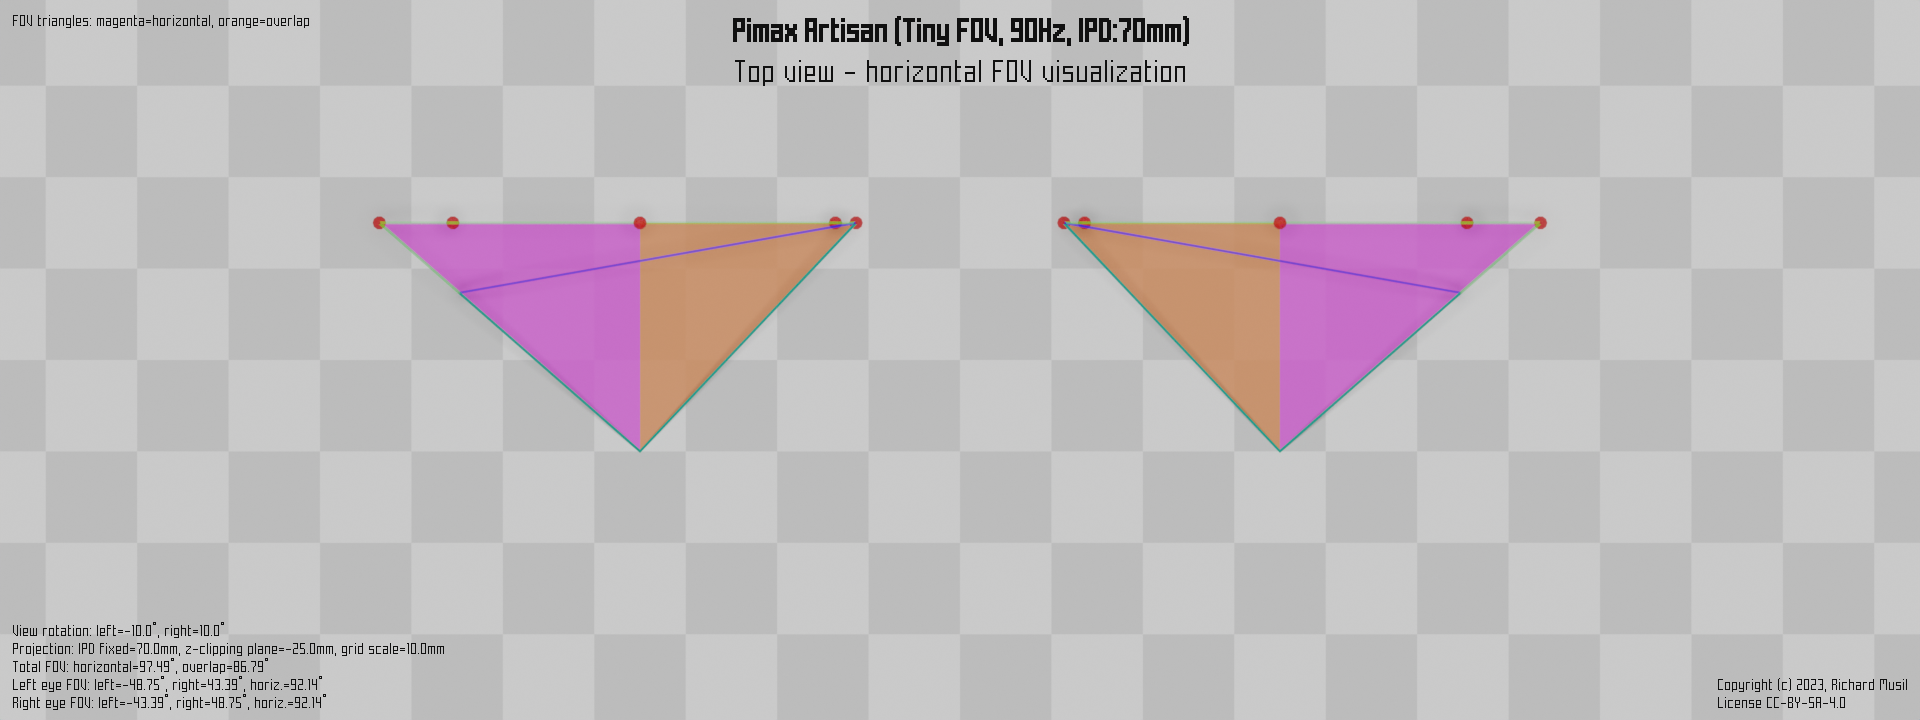 FOV triangles: magenta=horizontal, orange=overlap
Pimax Artisan (Tiny FOV, 90Hz, IPD:70mm)
Top view - horizontal FOV visualization
View rotation: left=-10.0°, right=10.0°
Projection: IPD fixed=70.0mm, z-clipping plane=-25.0mm, grid scale=10.0mm
Total FOV: horizontal=97.49°, overlap=86.79°
Left eye FOV: left=-48.75°, right=43.39°, horiz.=92.14°
Right eye FOV: left=-43.39°, right=48.75°, horiz.=92.14°
Copyright (c) 2023, Richard Musil
License CC-BY-SA-4.0